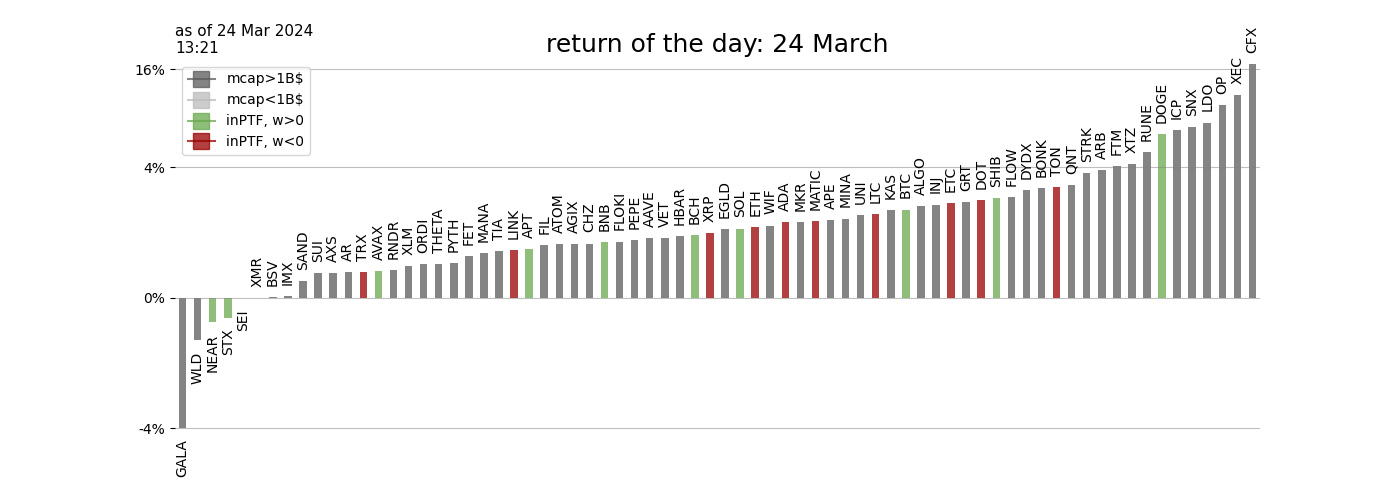 as of 24 Mar 2024
13:21
return of the day: 24 March
16%
4%
0%
-4%
mcap>1B$
mcap<1B$
inPTF, w>0
inPTF, w<0
GALA
WLD
NEAR
STX
SEI
XMR
BSV
IMX
SAND
SUI
AXS
AR
TRX
AVAX
RNDR
XLM
ORDI
THETA
PYTH
FET
MANA
TIA
LINK
APT
FIL
ATOM
AGIX
CHZ
BNB
FLOKI
PEPE
AAVE
VET
HBAR
BCH
XRP
EGLD
SOL
ETH
WIF
ADA
MKR
MATIC
APE
MINA
UNI
LTC
KAS
BTC
ALGO
INJ
ETC
GRT
DOT
SHIB
FLOW
DYDX
BONK
TON
QNT
STRK
ARB
FTM
XTZ
RUNE
DOGE
ICP
SNX
LDO
OP
XEC
CFX